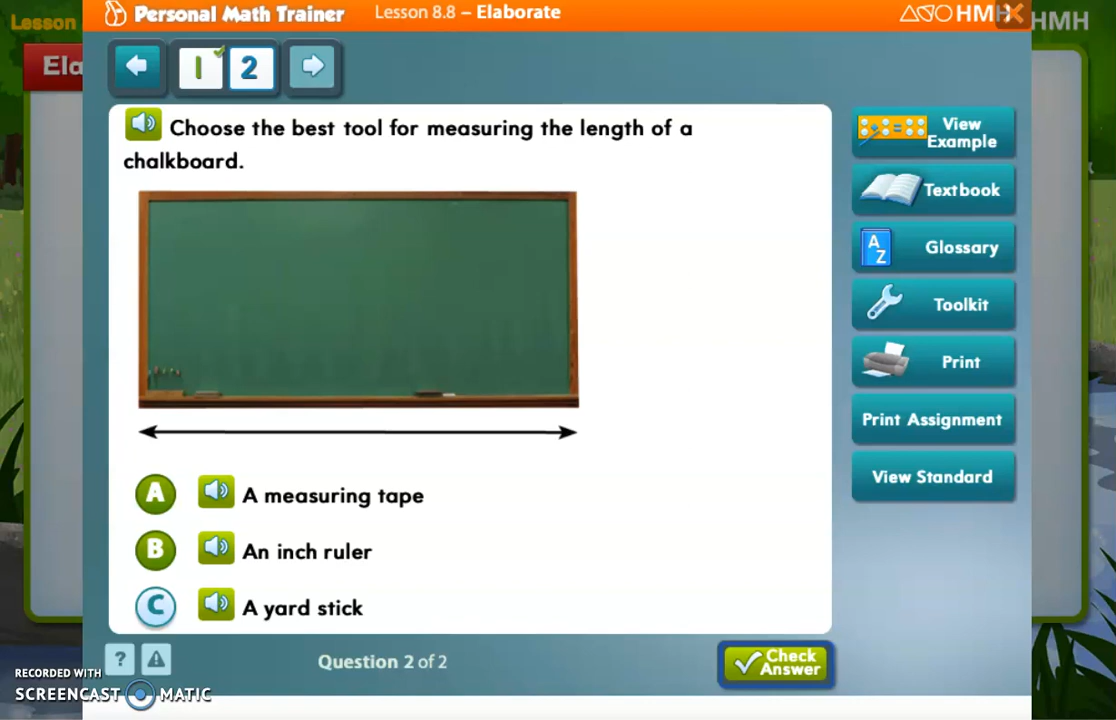 Lesson
Personal Math Trainer
Lesson 8.8 – Elaborate
HMH
HMH
Ela
1
2
Choose the best tool for measuring the length of a
chalkboard.
View
Example
Textbook
A
Z
Glossary
Toolkit
Print
Print Assignment
View Standard
A
A measuring tape
B
An inch ruler
C
A yard stick
?
Question 2 of 2
Check
Answer
RECORDED WITH
SCREENCAST MATIC